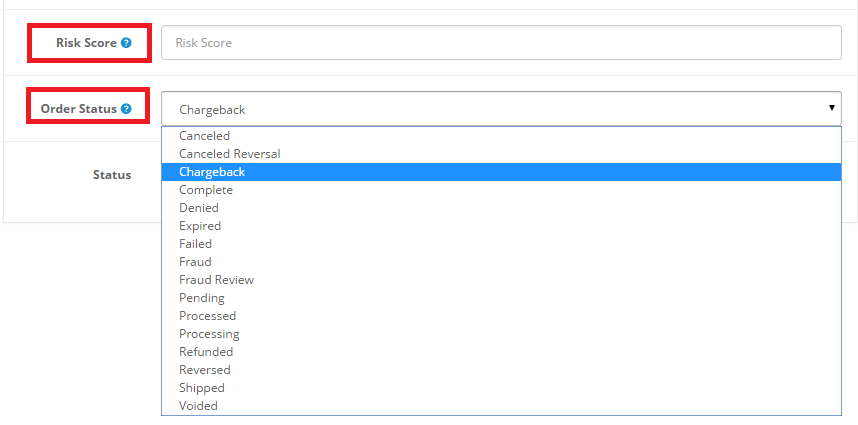 Risk Score ? Risk Score
Order Status ? Chargeback
Canceled
Canceled Reversal
Chargeback
Status
Complete
Denied
Expired
Failed
Fraud
Fraud Review
Pending
Processed
Processing
Refunded
Reversed
Shipped
Voided